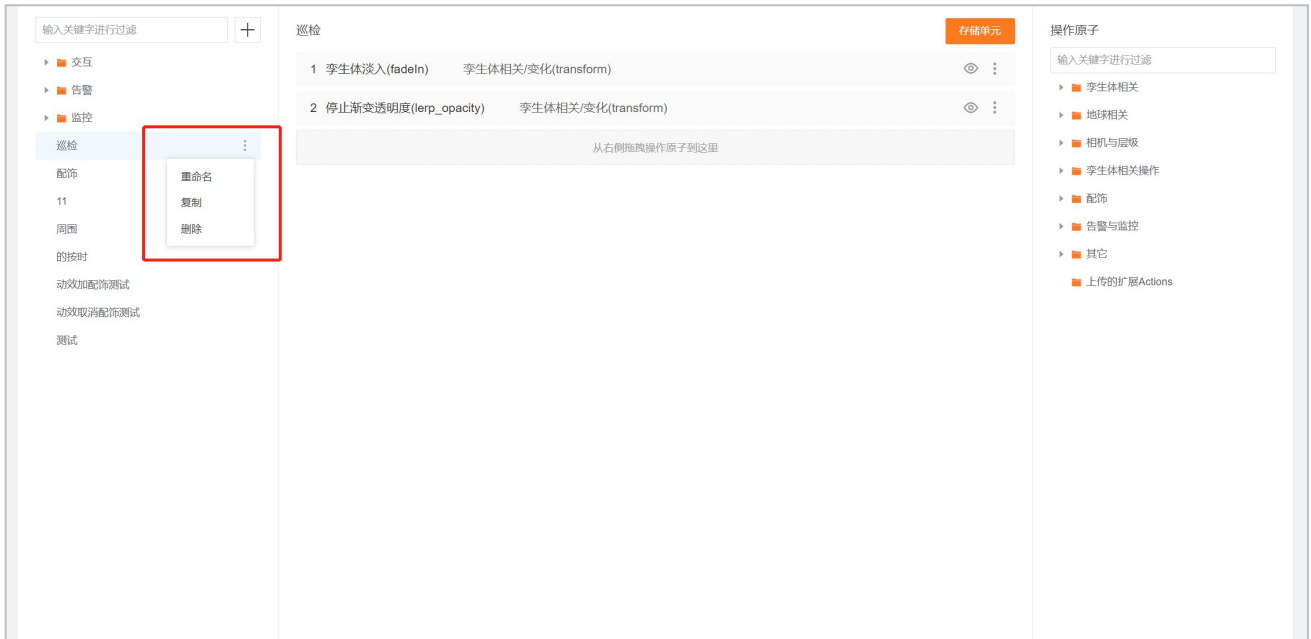 输入关键字进行过滤
交互
告警
监控
巡检
重命名
复制
删除
配饰
11
周围
的按时
动效加配饰测试
动效取消配饰测试
测试
巡检
存储单元
1 孪生体淡入(fadeIn) 孪生体相关/变化(transform)
2 停止渐变透明度(lerp_opacity) 孪生体相关/变化(transform)
从右侧拖拽操作原子到这里
操作原子
输入关键字进行过滤
孪生体相关
地球相关
相机与层级
孪生体相关操作
配饰
告警与监控
其它
上传的扩展Actions